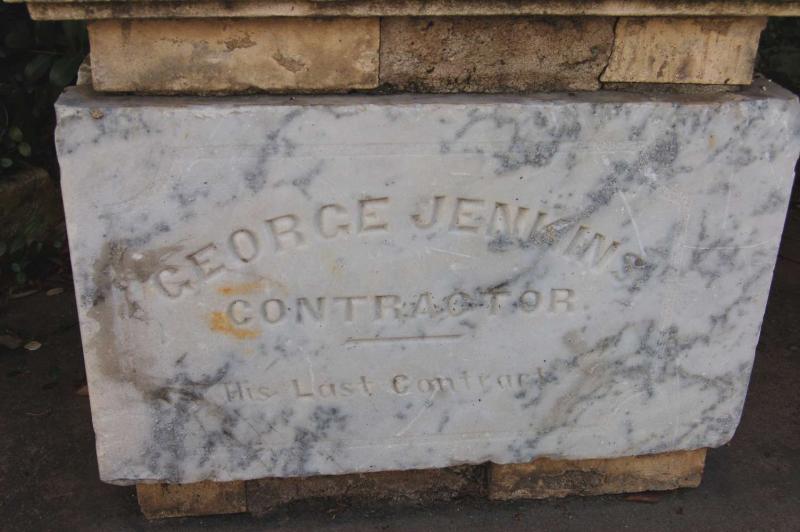 GEORGE JENKINS
CONTRACTOR
His Last Contract